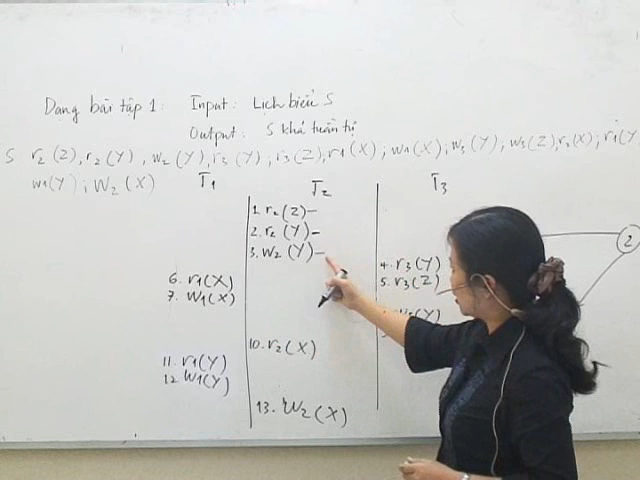 Dạng bài tập 1: Input: Lịch biểu S
Output: S khả tuần tự
S r2(Z), r2(Y), w2(Y), r3(Y); r3(Z), r1(X); w1(X); w3(Y), w3(Z), r2(X); r1(Y)
w1(Y); w2(X)
T1 T2 T3
1. r2(Z)-
2. r2(Y)-
3. w2(Y)-
4. r3(Y)
5. r3(Z)
6. r1(X)
7. w1(X)
(Y)
10. r2(X)
11. r1(Y)
12. w1(Y)
13. w2(X)
2